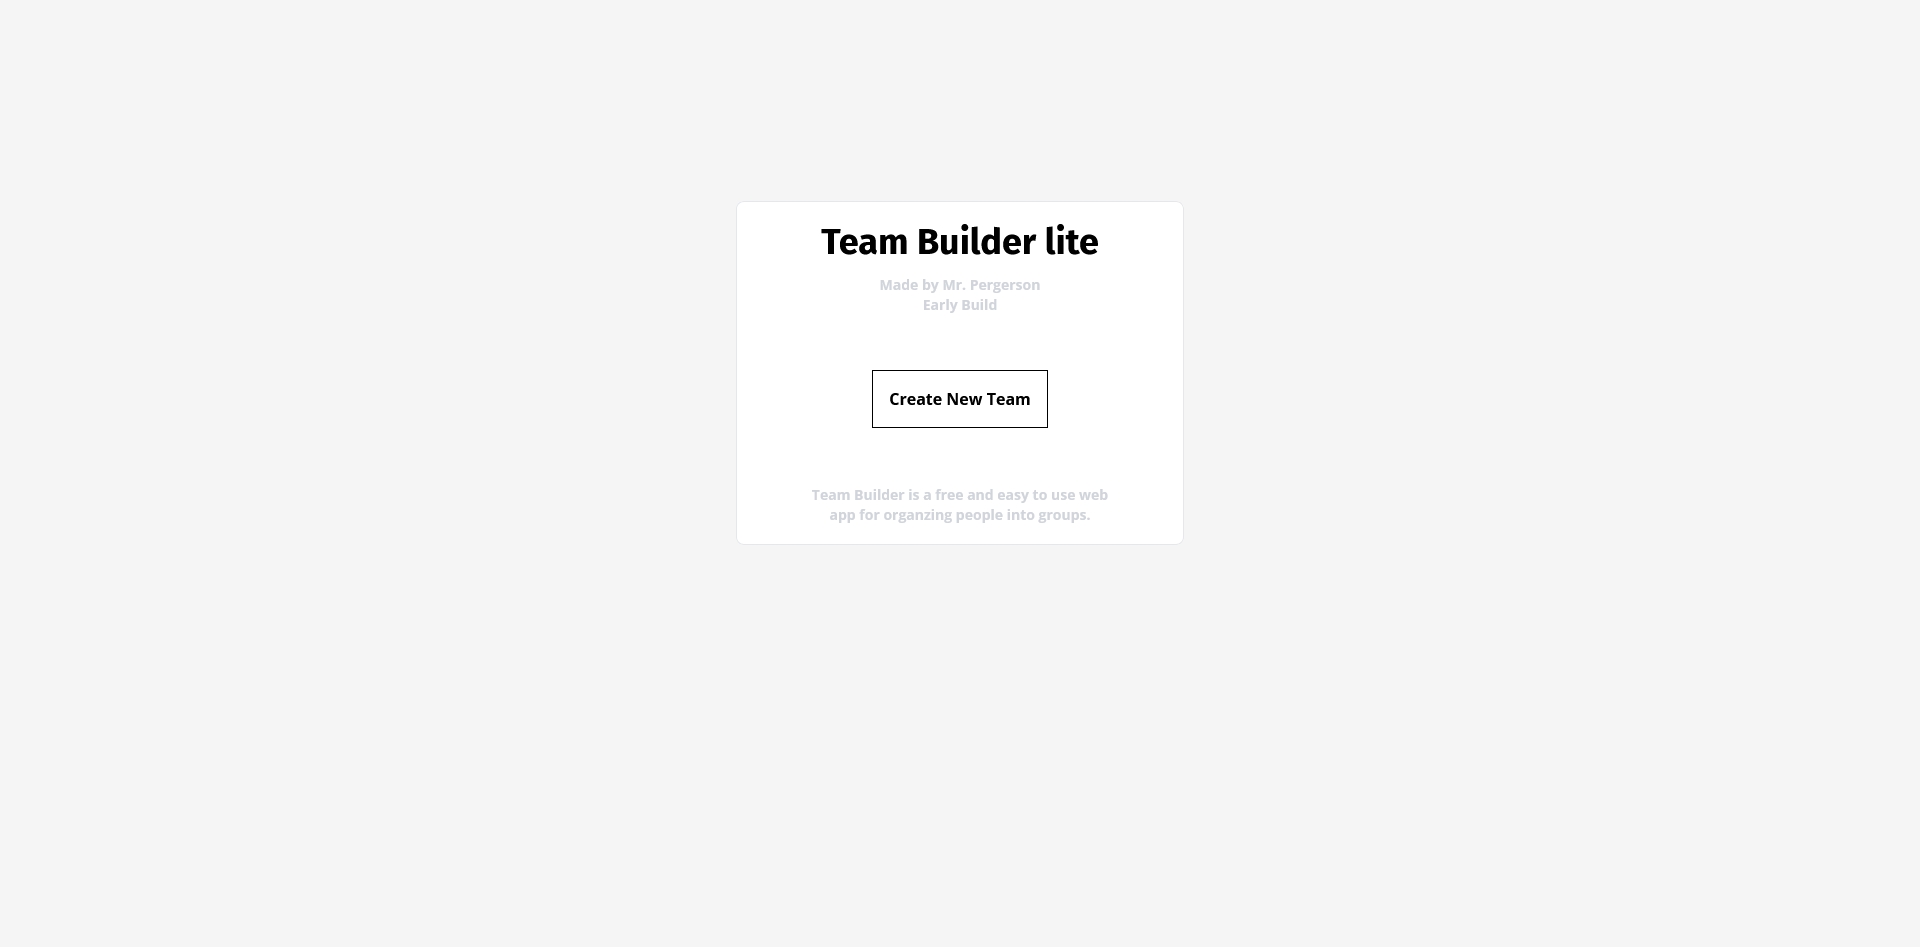 Team Builder lite
Made by Mr. Pergerson
Early Build
Create New Team
Team Builder is a free and easy to use web
app for organzing people into groups.